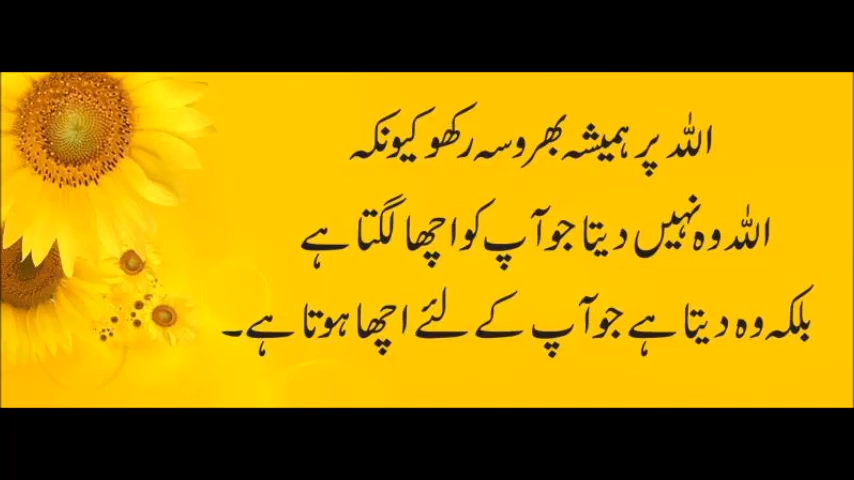 اللہ پر ہمیشہ بھروسہ رکھو کیونکہ
اللہ وہ نہیں دیتا جو آپ کو اچھا لگتا ہے
بلکہ وہ دیتا ہے جو آپ کے لئے اچھا ہوتا ہے۔